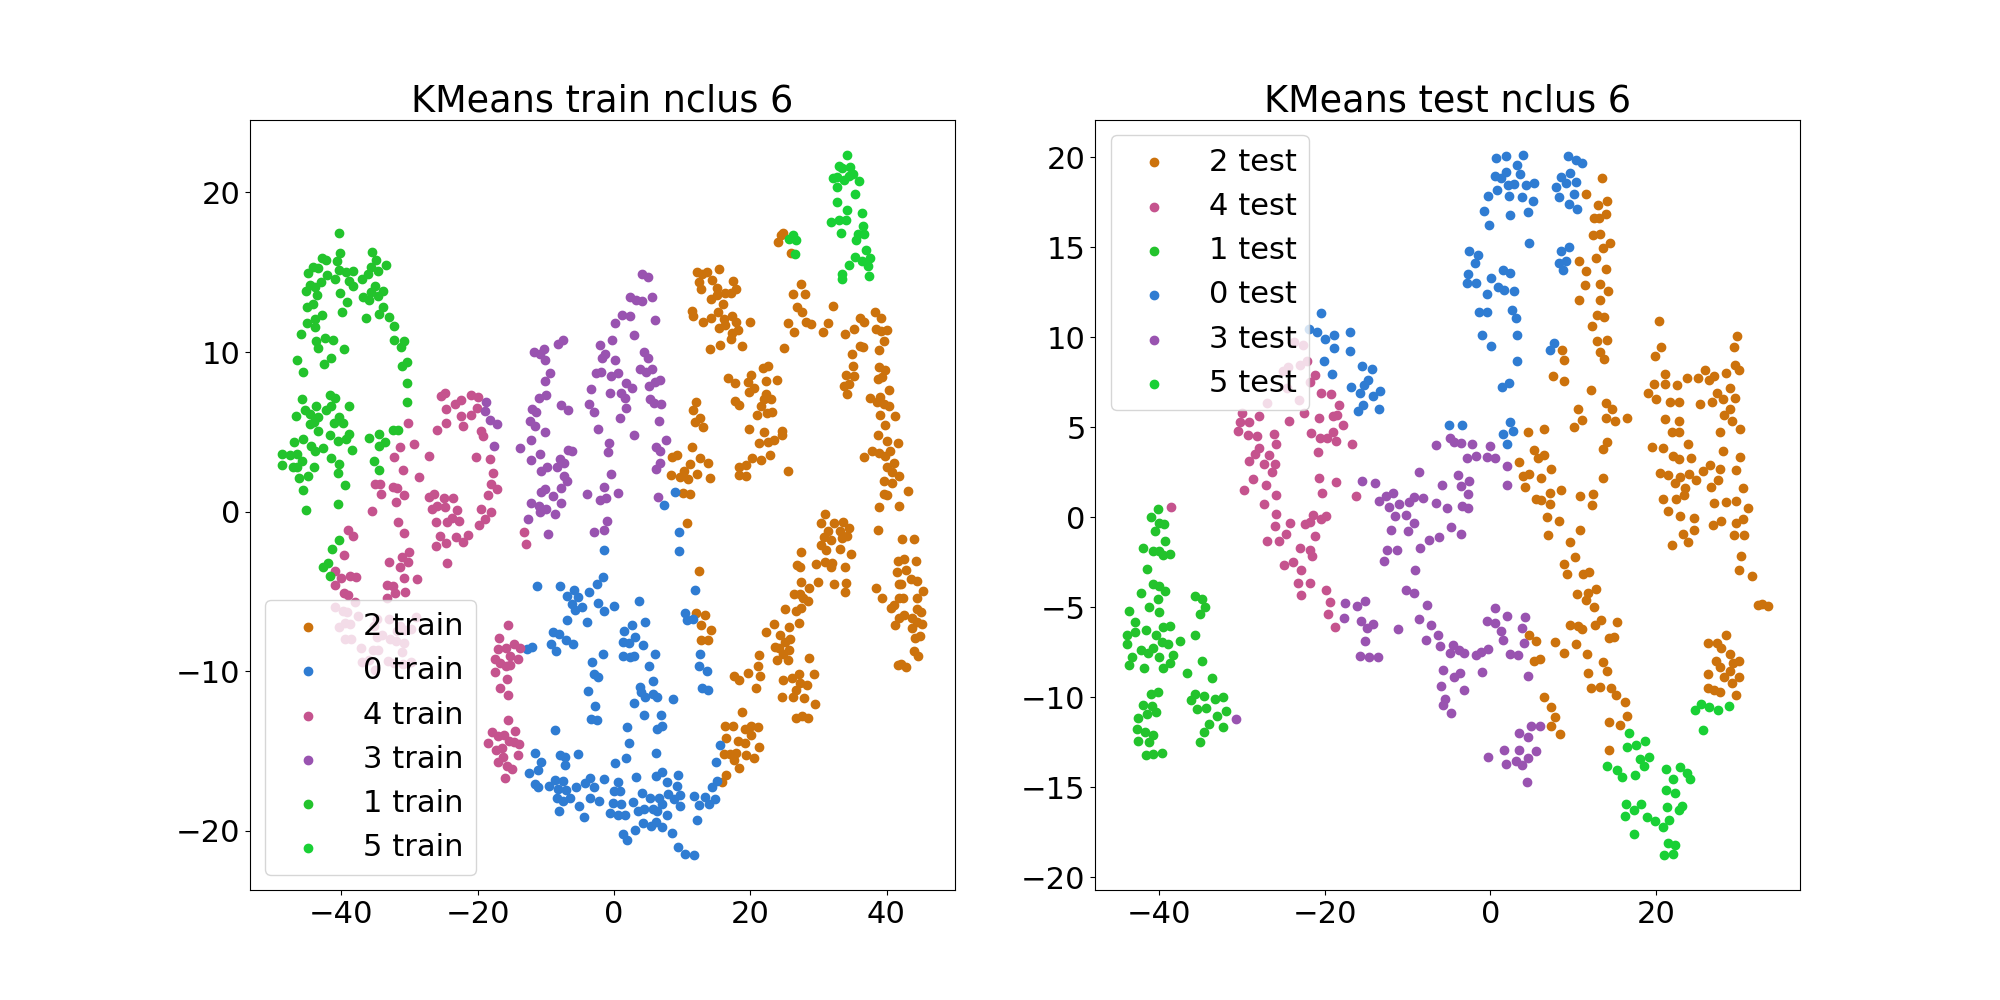 KMeans train nclus 6
20
10
0
−10
−20
−40 −20 0 20 40
2 train
0 train
4 train
3 train
1 train
5 train
KMeans test nclus 6
20
15
10
5
0
−5
−10
−15
−20
−40 −20 0 20
2 test
4 test
1 test
0 test
3 test
5 test